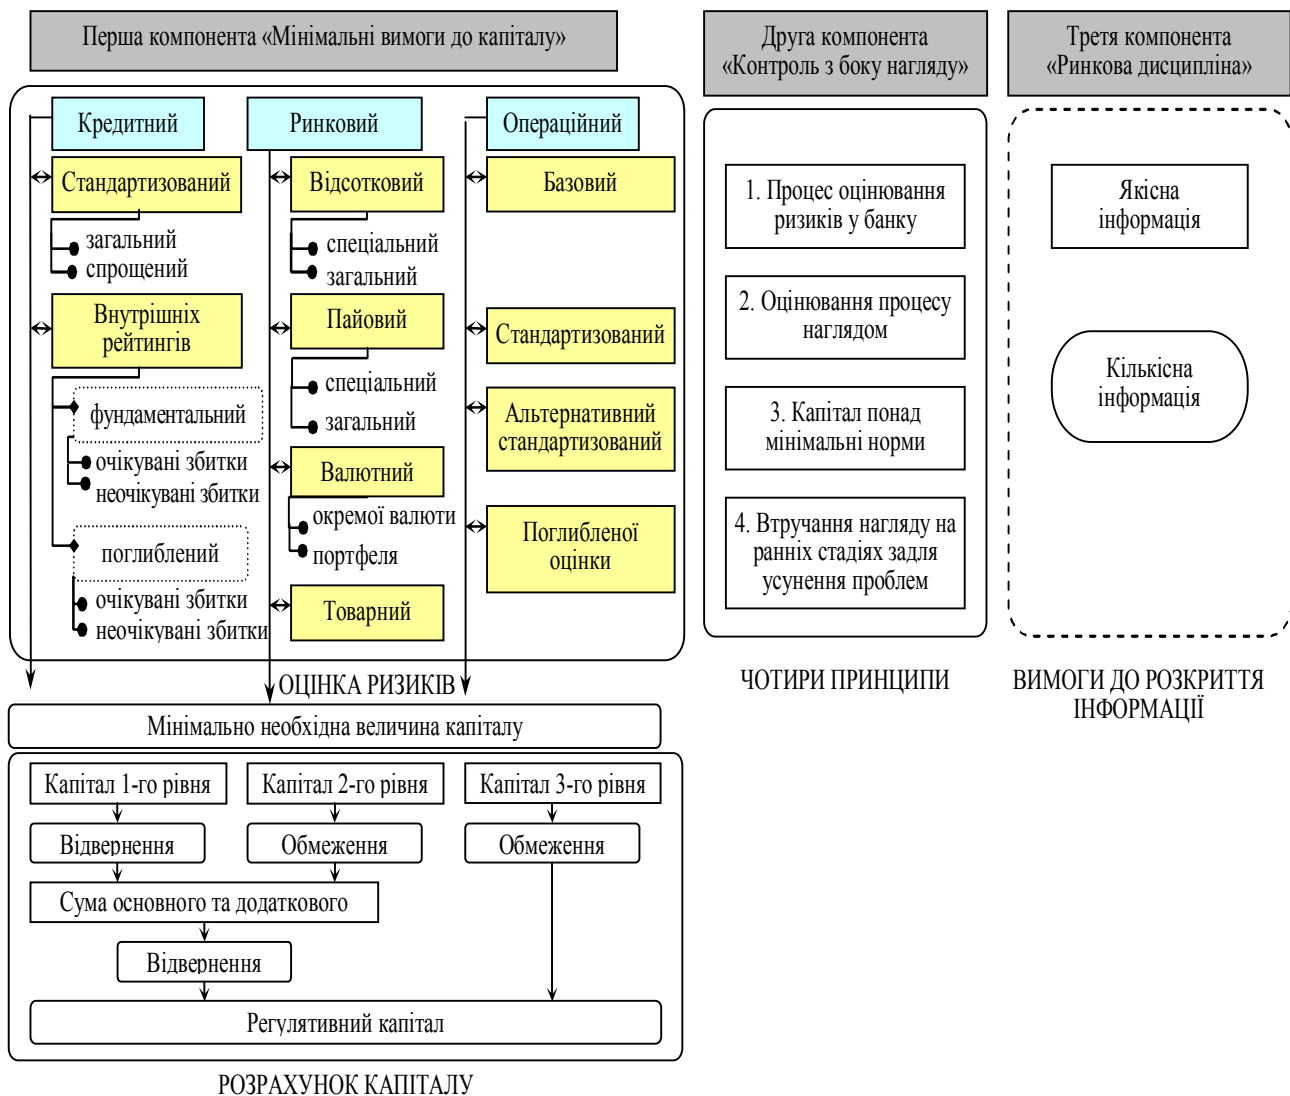 Перша компонента «Мінімальні вимоги до капіталу»
Друга компонента
«Контроль з боку нагляду»
Третя компонента
«Ринкова дисципліна»
Кредитний
Стандартизований
загальний
спрощений
Внутрішніх
рейтингів
фундаментальний
очікувані збитки
неочікувані збитки
поглиблений
очікувані збитки
неочікувані збитки
Ринковий
Відсотковий
спеціальний
загальний
Пайовий
спеціальний
загальний
Валютний
окремої валюти
портфеля
Товарний
Операційний
Базовий
Стандартизований
Альтернативний
стандартизований
Поглибленої
оцінки
1. Процес оцінювання
ризиків у банку
2. Оцінювання процесу
наглядом
3. Капітал понад
мінімальні норми
4. Втручання нагляду на
ранніх стадіях задля
усунення проблем
Якісна
інформація
Кількісна
інформація
ОЦІНКА РИЗИКІВ
ЧОТИРИ ПРИНЦИПИ
ВИМОГИ ДО РОЗКРИТТЯ
ІНФОРМАЦІЇ
Мінімально необхідна величина капіталу
Капітал 1-го рівня
Капітал 2-го рівня
Капітал 3-го рівня
Відвернення
Обмеження
Обмеження
Сума основного та додаткового
Відвернення
Регулятивний капітал
РОЗРАХУНОК КАПІТАЛУ